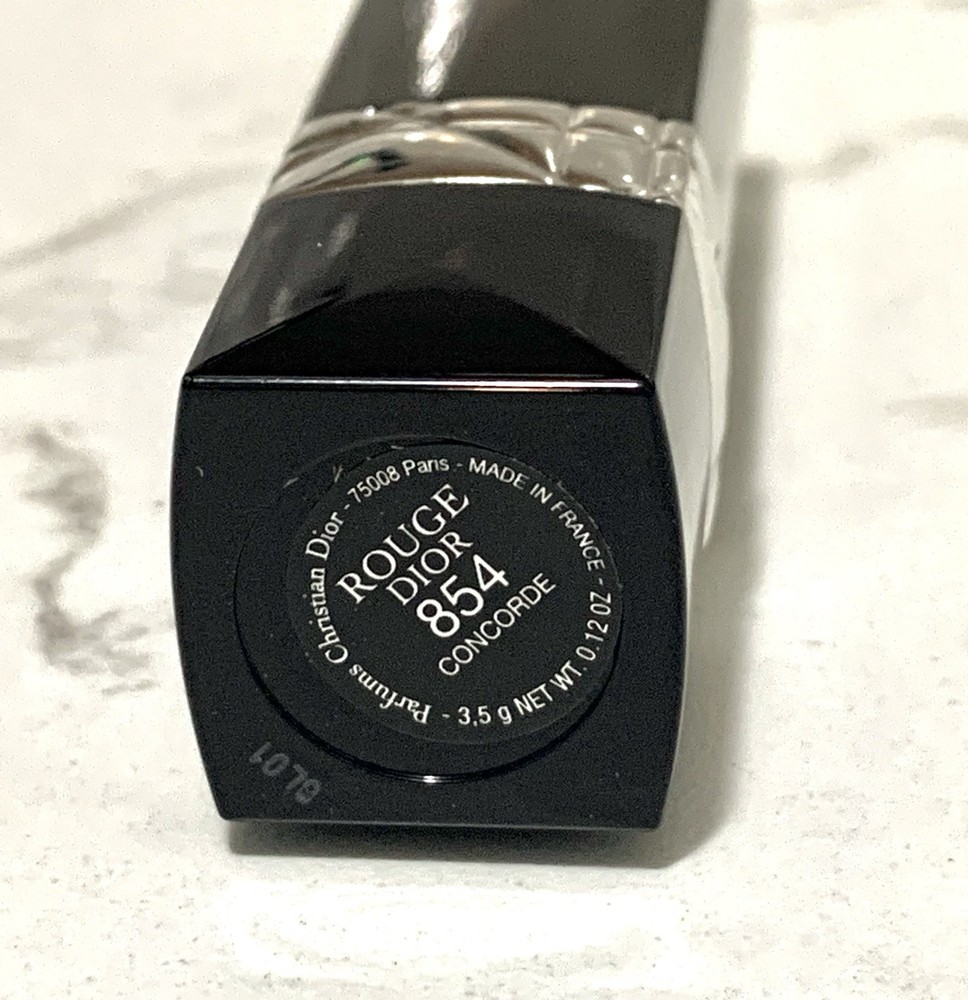 Parfums Christian Dior - 75008 Paris - MADE IN FRANCE - 3,5 g NET WT. 0.12 OZ -
ROUGE
DIOR
854
CONCORDE
GL01